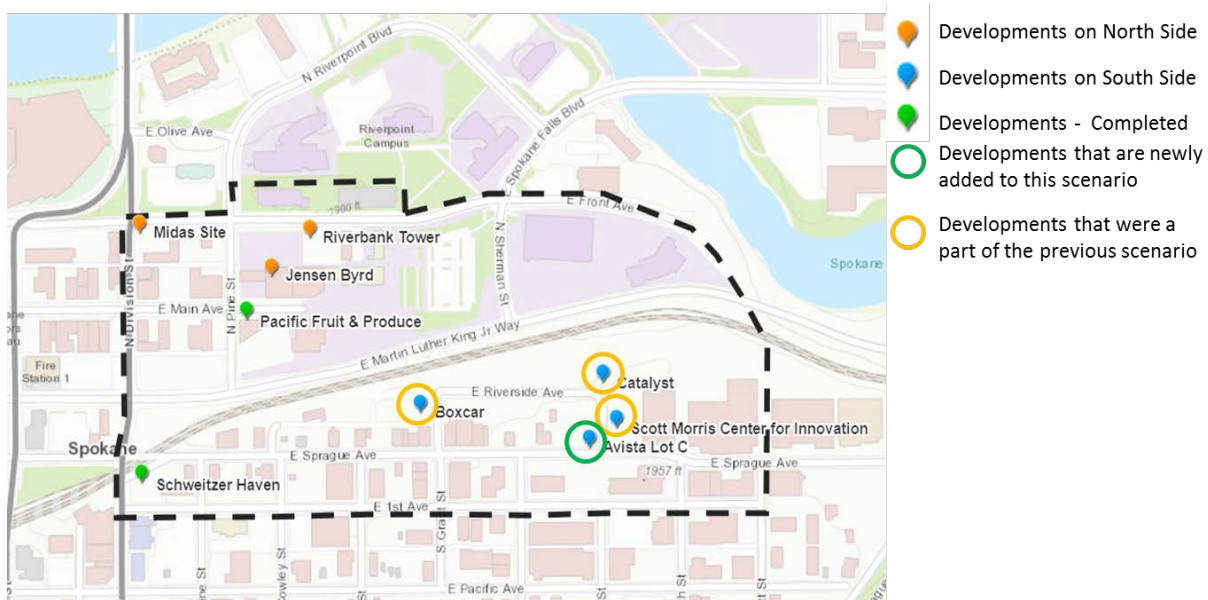 N Riverpoint Blvd
E Olive Ave
Riverpoint
Campus
E Spokane Falls Blvd
1900 ft
E Front Ave
Midas Site
Riverbank Tower
N Sherman St
Spokane
Jensen Byrd
N Division St
N Pine St
E Main Ave
Pacific Fruit & Produce
E Martin Luther King Jr Way
Fire
Station 1
Catalyst
E Riverside Ave
Boxcar
Scott Morris Center for Innovation
Avista Lot C
Spokane
E Sprague Ave
E Sprague Ave
1957 ft
Schweitzer Haven
E 1st Ave
S Grant St
E Pacific Ave
Developments on North Side
Developments on South Side
Developments - Completed
Developments that are newly
added to this scenario
Developments that were a
part of the previous scenario